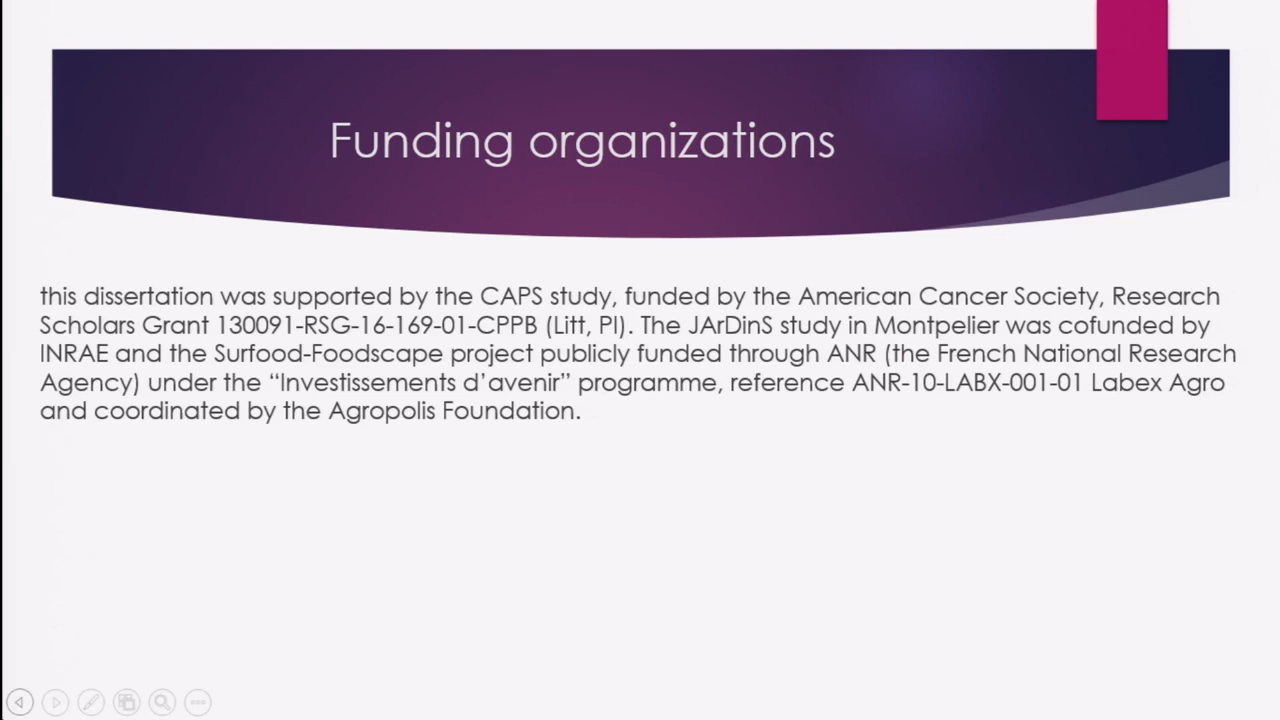 Funding organizations
this dissertation was supported by the CAPS study, funded by the American Cancer Society, Research
Scholars Grant 130091-RSG-16-169-01-CPPB (Litt, PI). The JArDinS study in Montpelier was cofunded by
INRAE and the Surfood-Foodscape project publicly funded through ANR (the French National Research
Agency) under the “Investissements d’avenir” programme, reference ANR-10-LABX-001-01 Labex Agro
and coordinated by the Agropolis Foundation.